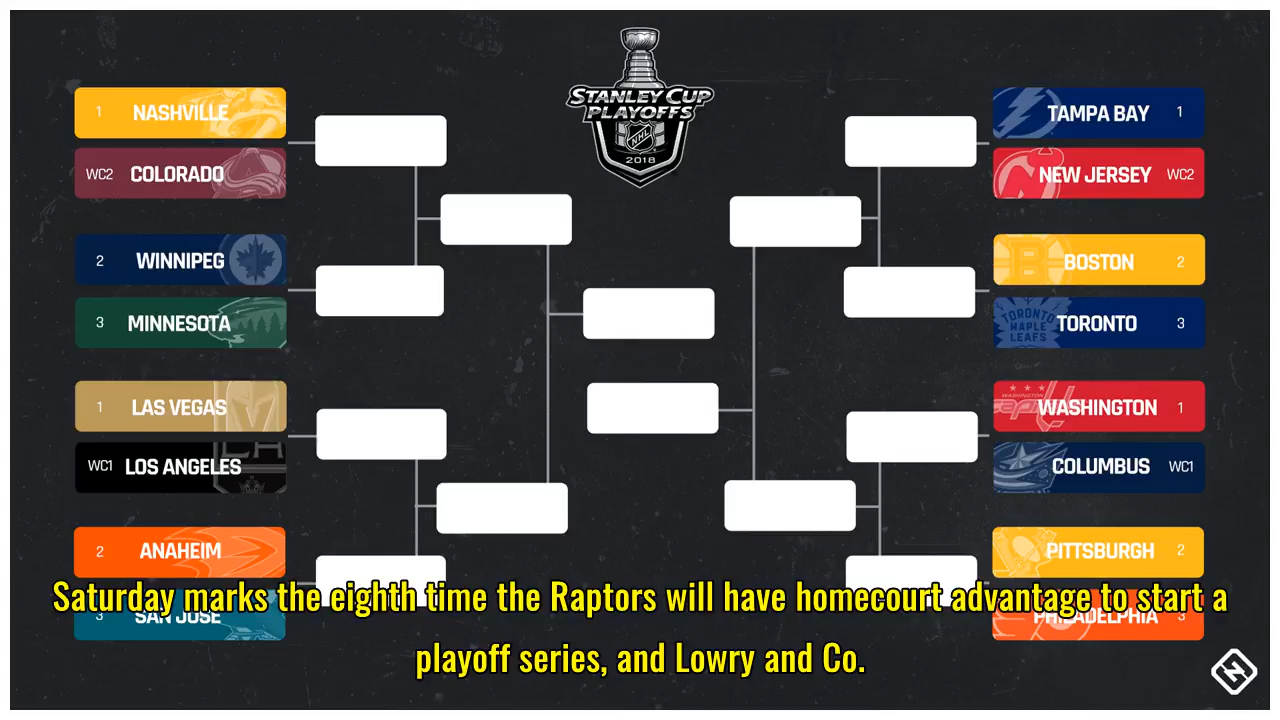 STANLEY CUP
PLAYOFFS
NHL
2018
1 NASHVILLE
WC2 COLORADO
2 WINNIPEG
3 MINNESOTA
1 LAS VEGAS
WC1 LOS ANGELES
2 ANAHEIM
3 SAN JOSE
TAMPA BAY 1
NEW JERSEY WC2
BOSTON 2
TORONTO
MAPLE
LEAFS
TORONTO 3
WASHINGTON
capitals
WASHINGTON 1
COLUMBUS WC1
PITTSBURGH 2
PHILADELPHIA 3
Saturday marks the eighth time the Raptors will have homecourt advantage to start a
playoff series, and Lowry and Co.